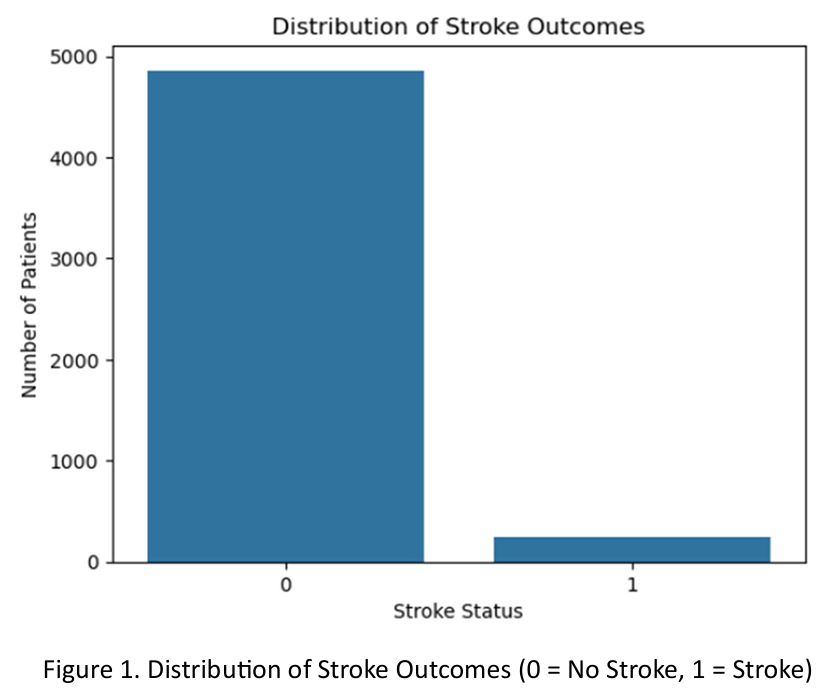 Distribution of Stroke Outcomes
5000
4000
3000
2000
1000
0
Number of Patients
0 1
Stroke Status
Figure 1. Distribution of Stroke Outcomes (0 = No Stroke, 1 = Stroke)